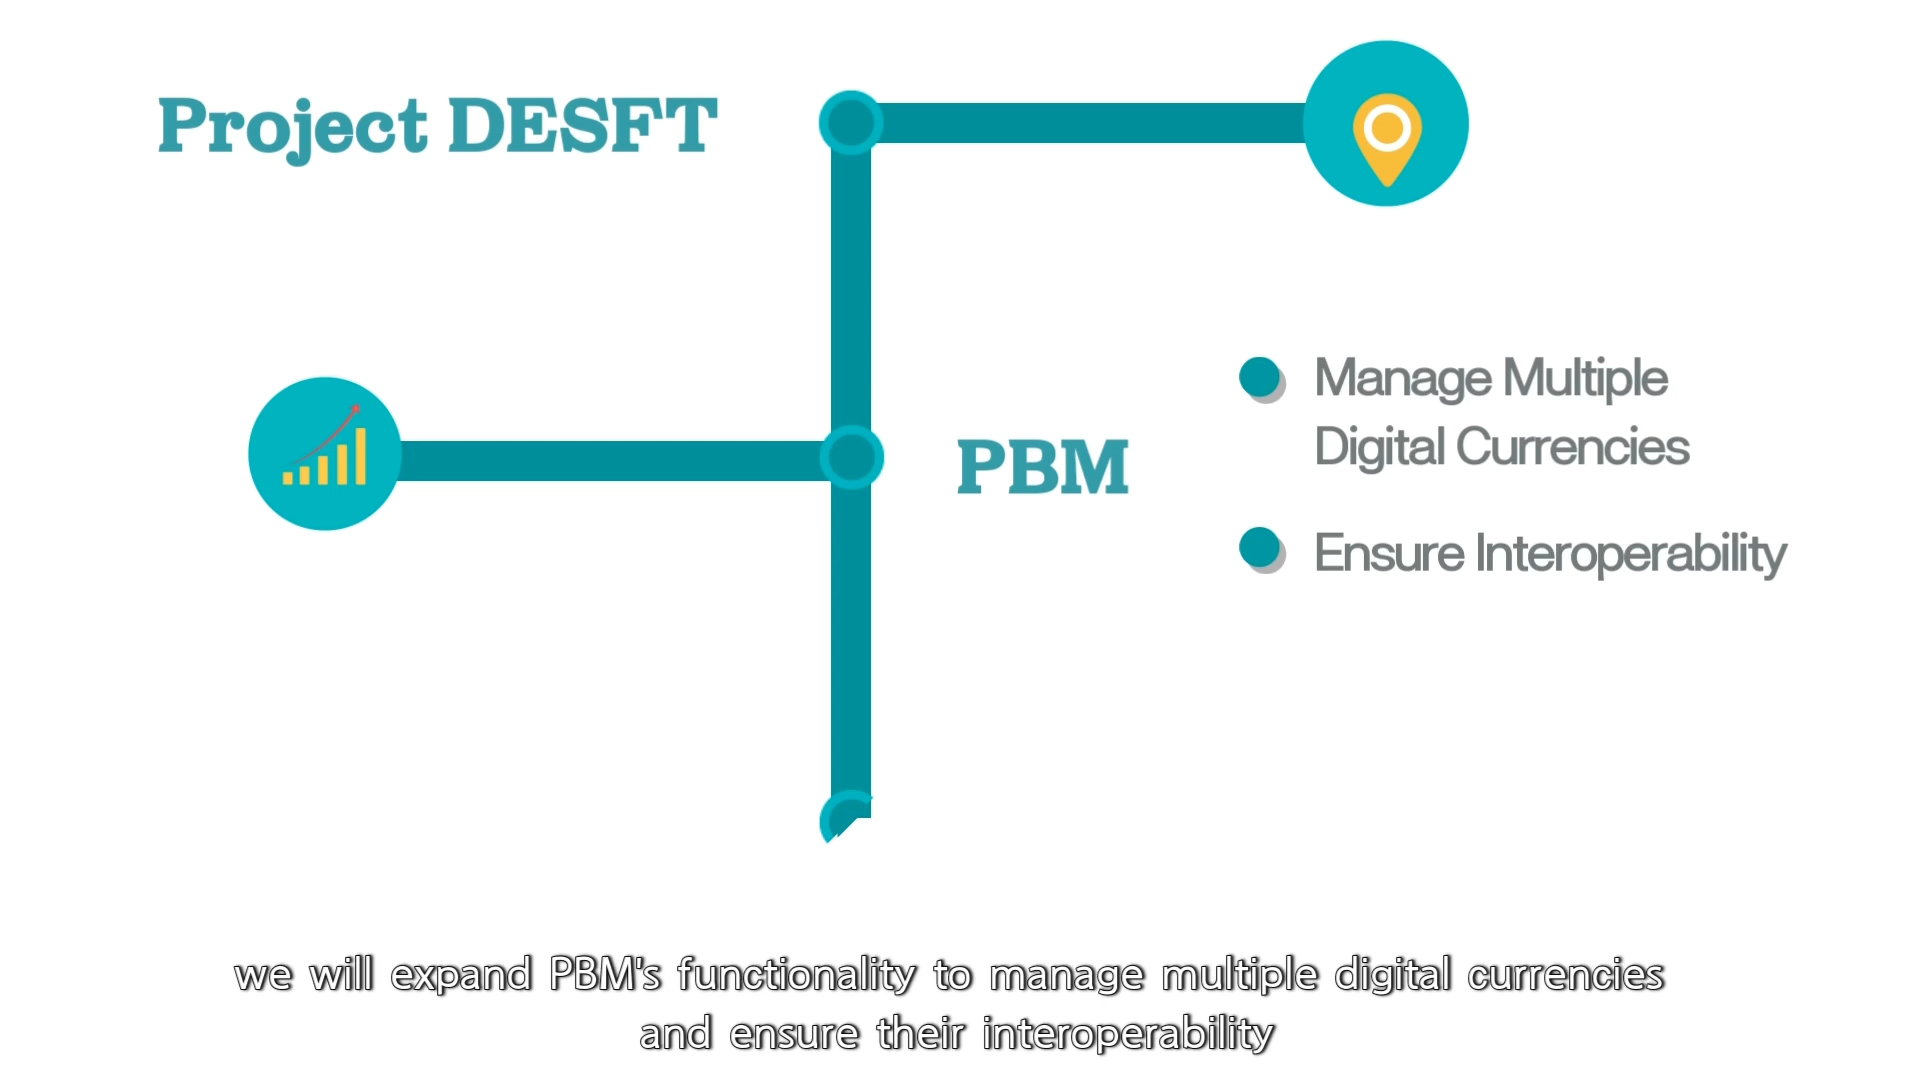 Project DESFT
PBM
Manage Multiple
Digital Currencies
Ensure Interoperability
we will expand PBM's functionality to manage multiple digital currencies
and ensure their interoperability